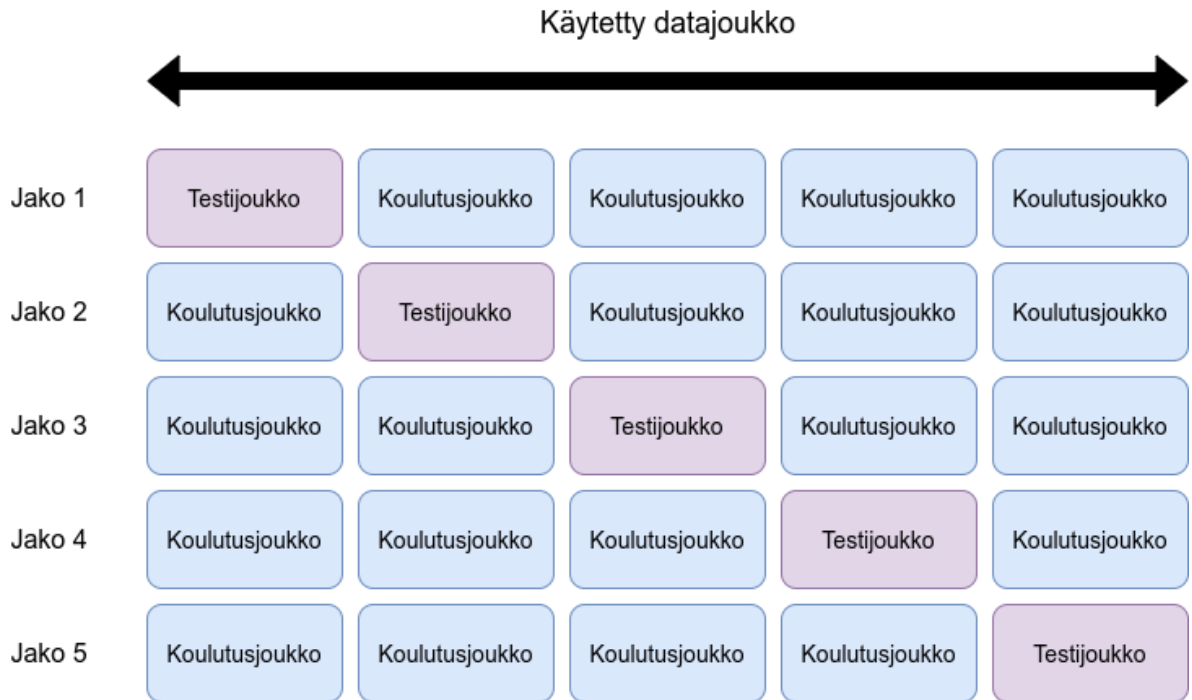 Käytetty datajoukko
Jako 1 Testijoukko Koulutusjoukko Koulutusjoukko Koulutusjoukko Koulutusjoukko
Jako 2 Koulutusjoukko Testijoukko Koulutusjoukko Koulutusjoukko Koulutusjoukko
Jako 3 Koulutusjoukko Koulutusjoukko Testijoukko Koulutusjoukko Koulutusjoukko
Jako 4 Koulutusjoukko Koulutusjoukko Koulutusjoukko Testijoukko Koulutusjoukko
Jako 5 Koulutusjoukko Koulutusjoukko Koulutusjoukko Koulutusjoukko Testijoukko